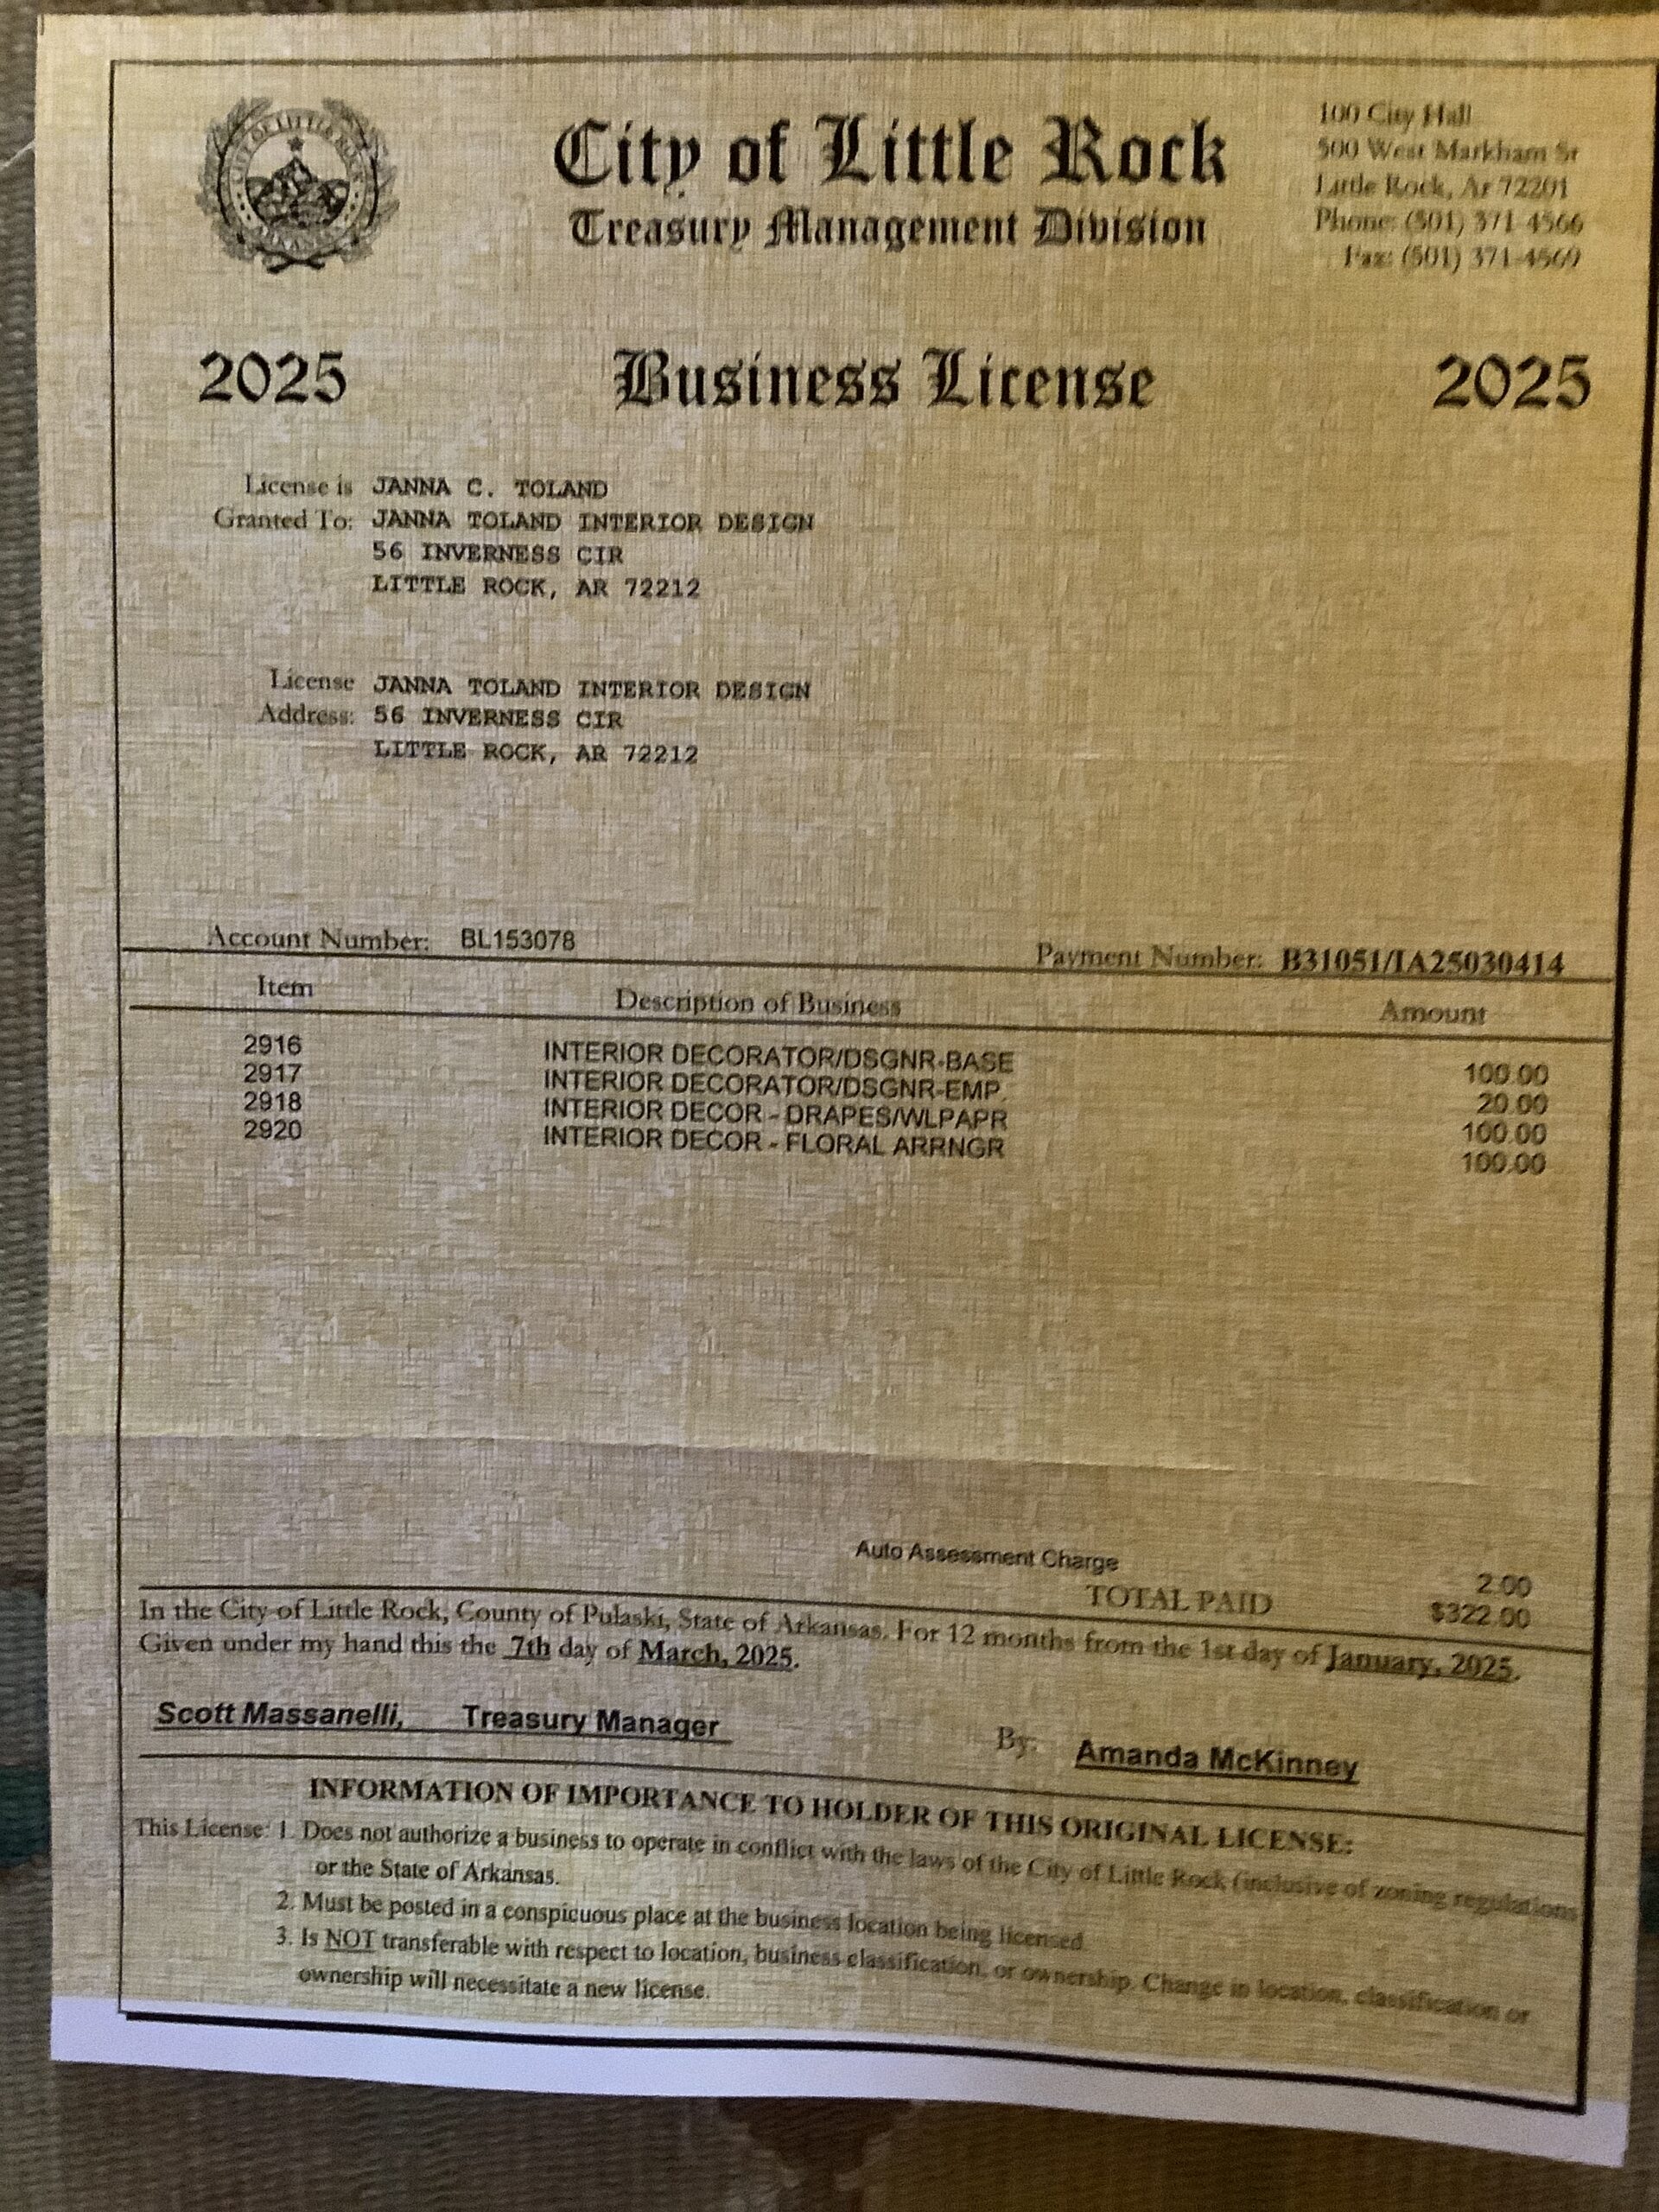 City of Little Rock
Treasury Management Division
100 City Hall
500 West Markham St
Little Rock, Ar 72201
Phone: (501) 371-4566
Fax: (501) 371-4569
2025 Business License 2025
License is JANNA C. TOLAND
Granted To: JANNA TOLAND INTERIOR DESIGN
56 INVERNESS CIR
LITTLE ROCK, AR 72212
License JANNA TOLAND INTERIOR DESIGN
Address: 56 INVERNESS CIR
LITTLE ROCK, AR 72212
Account Number: BL153078 Payment Number: B31051/IA25030414
Item Description of Business Amount
2916 INTERIOR DECORATOR/DSGNR-BASE 100.00
2917 INTERIOR DECORATOR/DSGNR-EMP. 20.00
2918 INTERIOR DECOR - DRAPES/WLPAPR 100.00
2920 INTERIOR DECOR - FLORAL ARRNGR 100.00
Auto Assessment Charge 2.00
TOTAL PAID $322.00
In the City of Little Rock, County of Pulaski, State of Arkansas. For 12 months from the 1st day of January, 2025.
Given under my hand this the 7th day of March, 2025.
Scott Massanelli, Treasury Manager By: Amanda McKinney
INFORMATION OF IMPORTANCE TO HOLDER OF THIS ORIGINAL LICENSE:
This License: 1. Does not authorize a business to operate in conflict with the laws of the City of Little Rock (inclusive of zoning regulations
or the State of Arkansas.
2. Must be posted in a conspicuous place at the business location being licensed.
3. Is NOT transferable with respect to location, business classification, or ownership. Change in location, classification or
ownership will necessitate a new license.